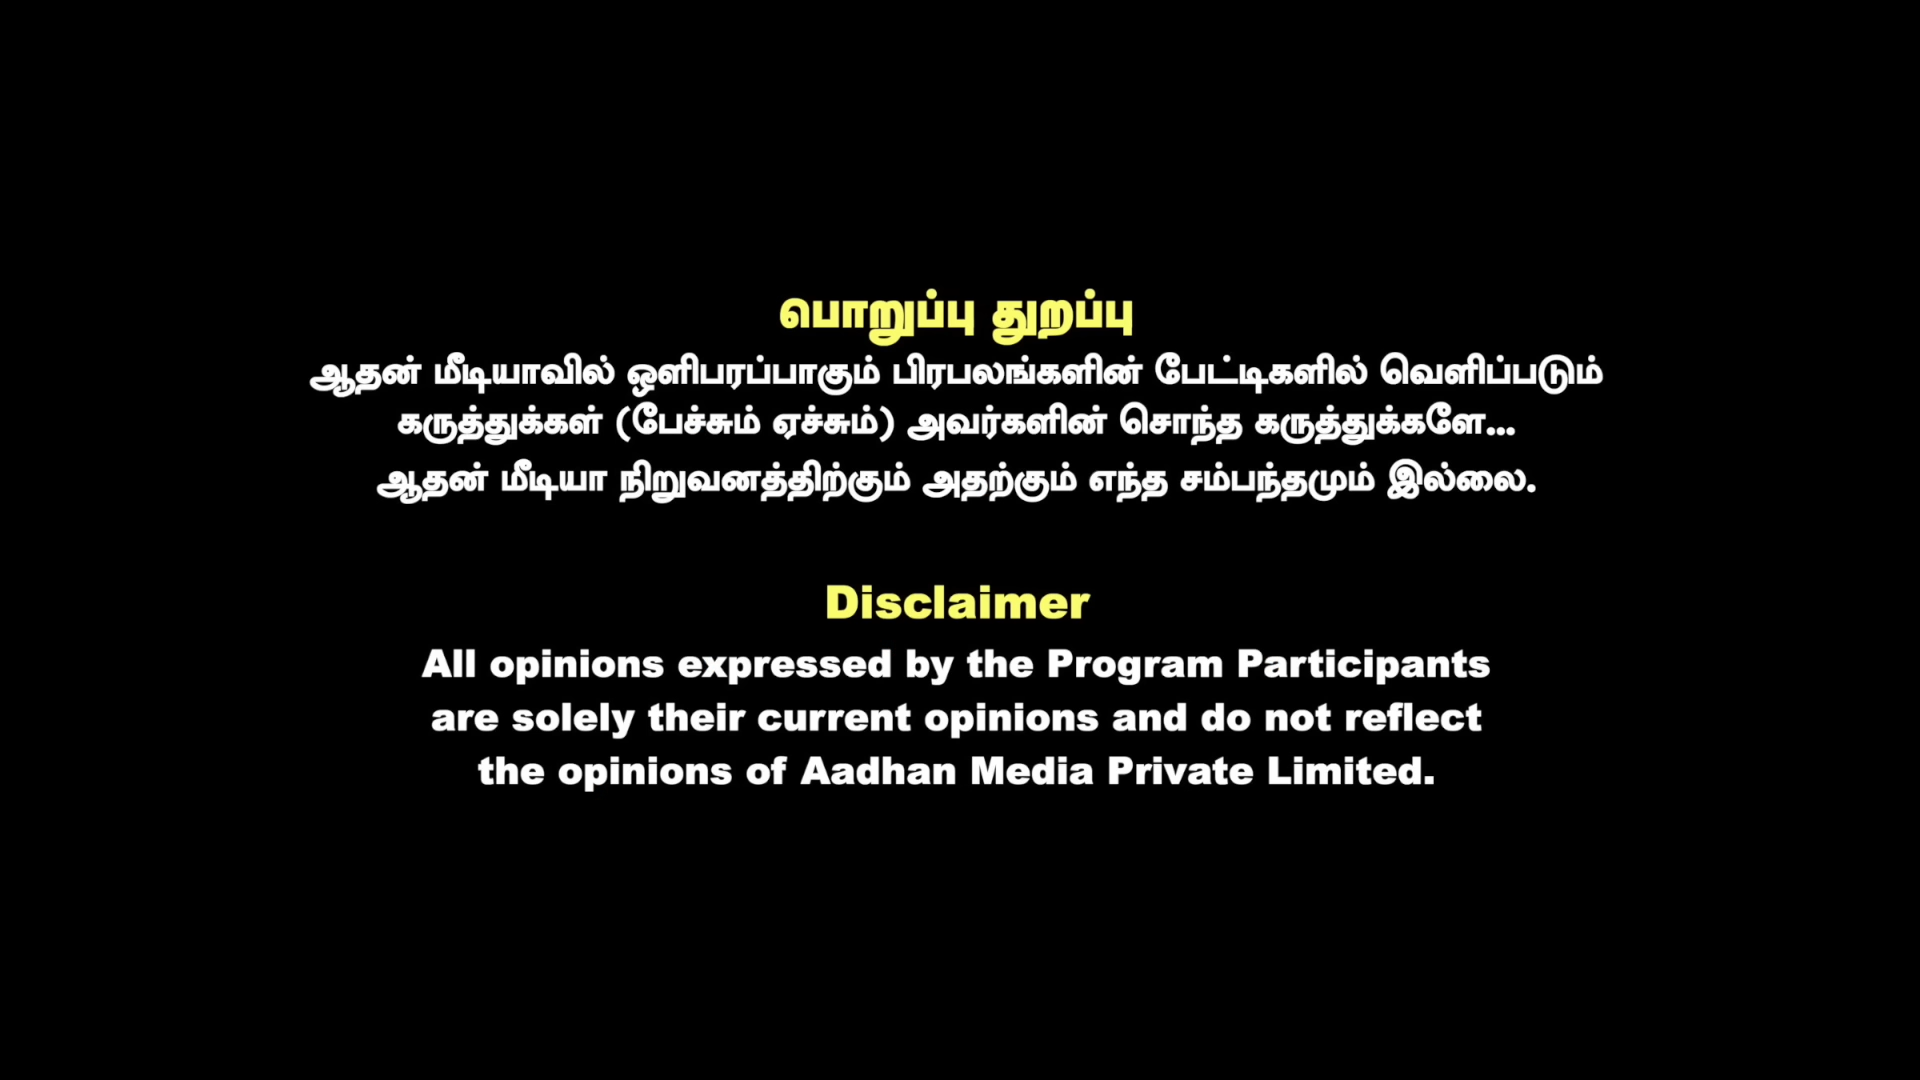 பொறுப்பு துறப்பு
ஆதன் மீடியாவில் ஒளிபரப்பாகும் பிரபலங்களின் பேட்டிகளில் வெளிப்படும்
கருத்துக்கள் (பேச்சும் ஏச்சும்) அவர்களின் சொந்த கருத்துக்களே...
ஆதன் மீடியா நிறுவனத்திற்கும் அதற்கும் எந்த சம்பந்தமும் இல்லை.
Disclaimer
All opinions expressed by the Program Participants
are solely their current opinions and do not reflect
the opinions of Aadhan Media Private Limited.